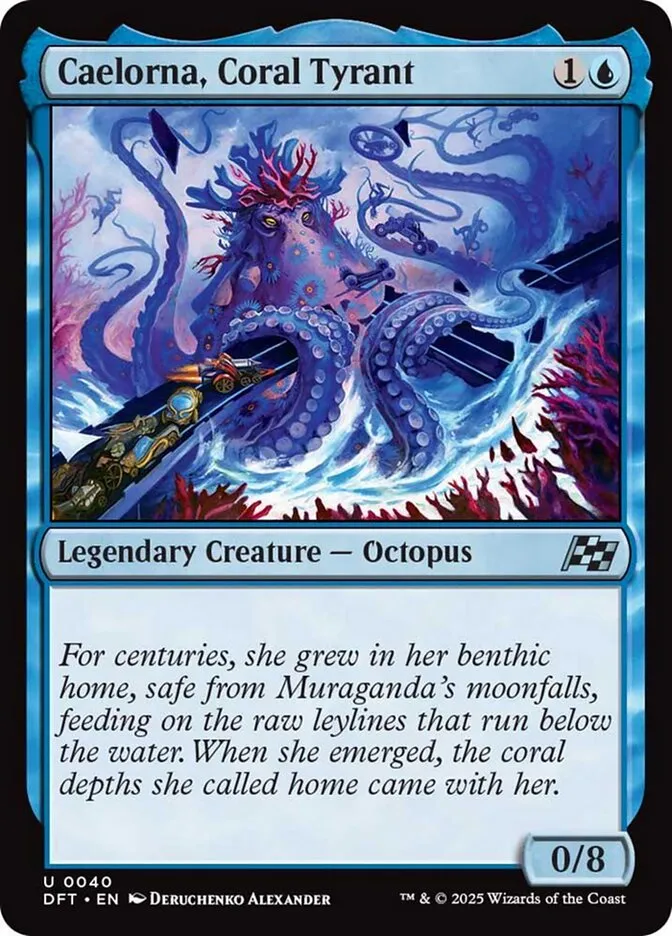 Caelorna, Coral Tyrant 1
Legendary Creature — Octopus
For centuries, she grew in her benthic
home, safe from Muraganda's moonfalls,
feeding on the raw leylines that run below
the water. When she emerged, the coral
depths she called home came with her.
0/8
U 0040
DFT • EN Deruchenko Alexander
™ & © 2025 Wizards of the Coast